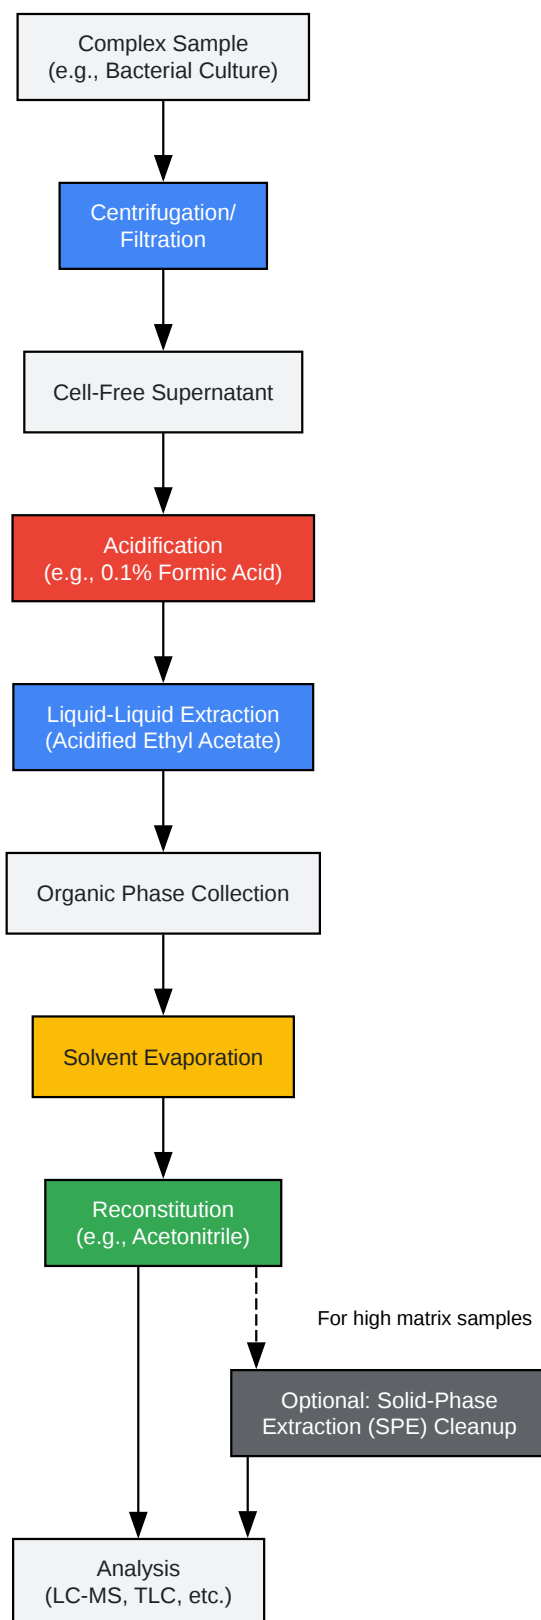 Complex Sample
(e.g., Bacterial Culture)
Centrifugation/
Filtration
Cell-Free Supernatant
Acidification
(e.g., 0.1% Formic Acid)
Liquid-Liquid Extraction
(Acidified Ethyl Acetate)
Organic Phase Collection
Solvent Evaporation
Reconstitution
(e.g., Acetonitrile)
For high matrix samples
Optional: Solid-Phase
Extraction (SPE) Cleanup
Analysis
(LC-MS, TLC, etc.)